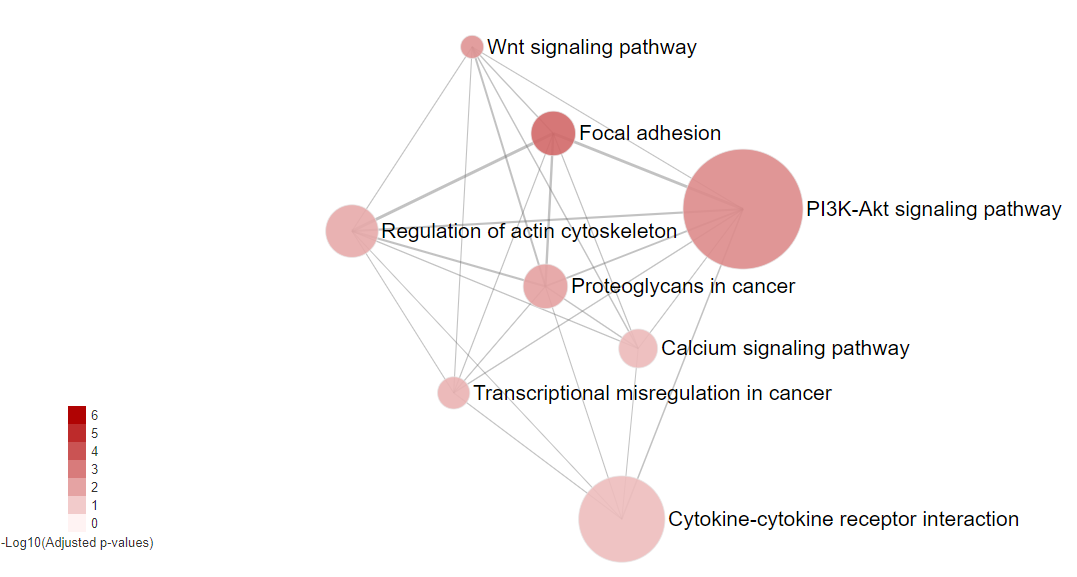 Wnt signaling pathway
Focal adhesion
PI3K-Akt signaling pathway
Regulation of actin cytoskeleton
Proteoglycans in cancer
Calcium signaling pathway
Transcriptional misregulation in cancer
Cytokine-cytokine receptor interaction
6
5
4
3
2
1
0
-Log10(Adjusted p-values)